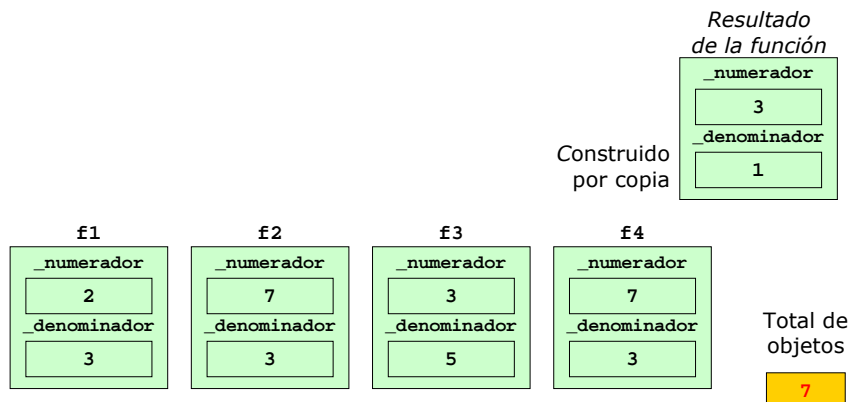 Resultado
de la función
_numerador
3
_denominador
1
Construido
por copia
f1 f2 f3 f4
_numerador _numerador _numerador _numerador
2 7 3 7
_denominador _denominador _denominador _denominador
3 3 5 3
Total de
objetos
7